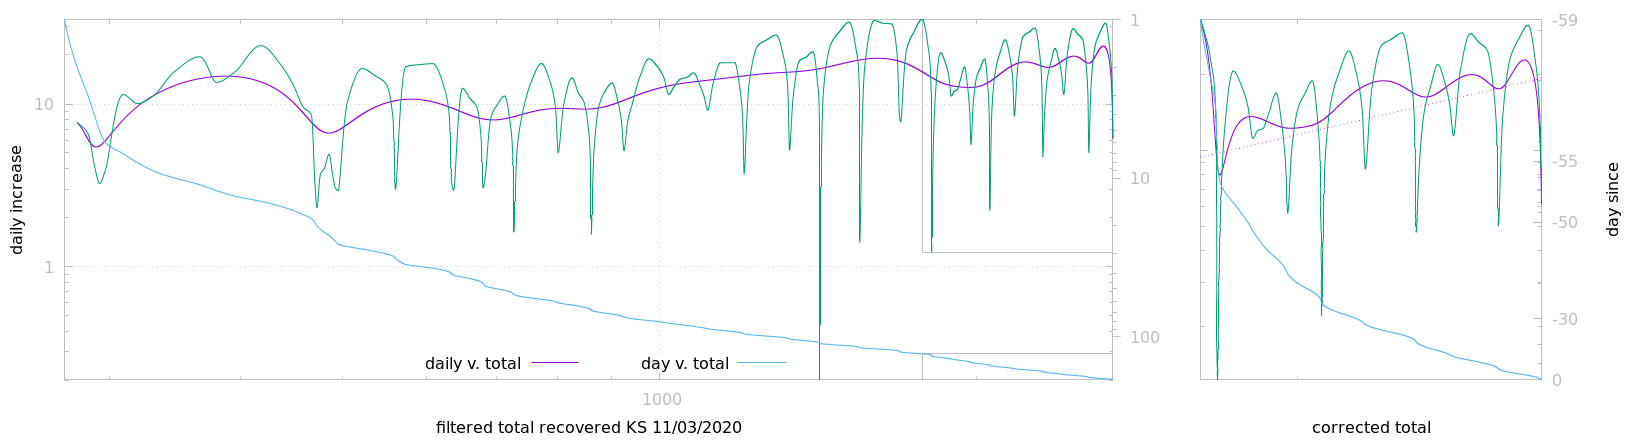 daily increase
10
1
daily v. total
day v. total
1000
filtered total recovered KS 11/03/2020
1
10
100
-59
-55
-50
-30
0
day since
corrected total